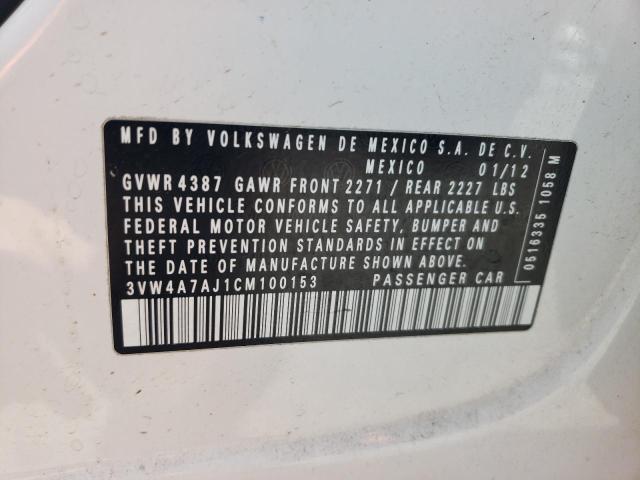 MFD BY VOLKSWAGEN DE MEXICO S.A. DE C.V.
MEXICO 01/12
GVWR 4387 GAWR FRONT 2271 / REAR 2227 LBS
THIS VEHICLE CONFORMS TO ALL APPLICABLE U.S.
FEDERAL MOTOR VEHICLE SAFETY, BUMPER AND
THEFT PREVENTION STANDARDS IN EFFECT ON
THE DATE OF MANUFACTURE SHOWN ABOVE.
3VW4A7AJ1CM100153 PASSENGER CAR
0516335 1058 M